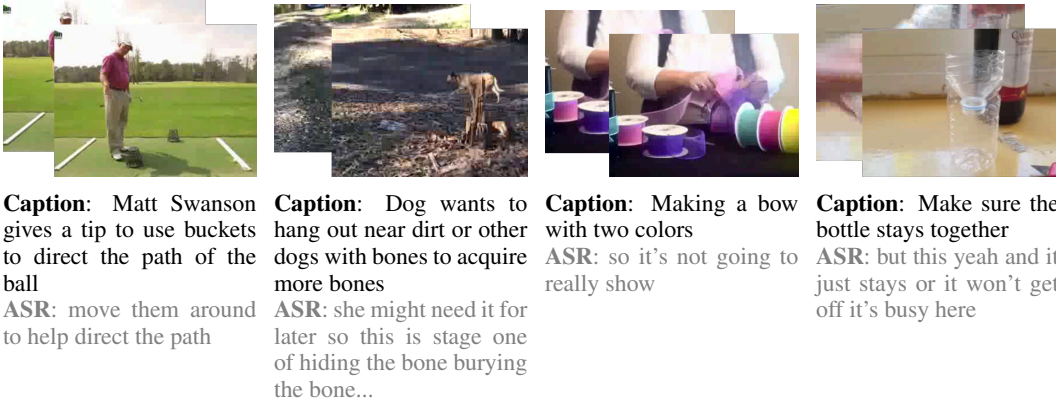 Caption: Matt Swanson
gives a tip to use buckets
to direct the path of the
ball
ASR: move them around
to help direct the path
Caption: Dog wants to
hang out near dirt or other
dogs with bones to acquire
more bones
ASR: she might need it for
later so this is stage one
of hiding the bone burying
the bone...
Caption: Making a bow
with two colors
ASR: so it's not going to
really show
Caption: Make sure the
bottle stays together
ASR: but this yeah and it
just stays or it won't get
off it's busy here